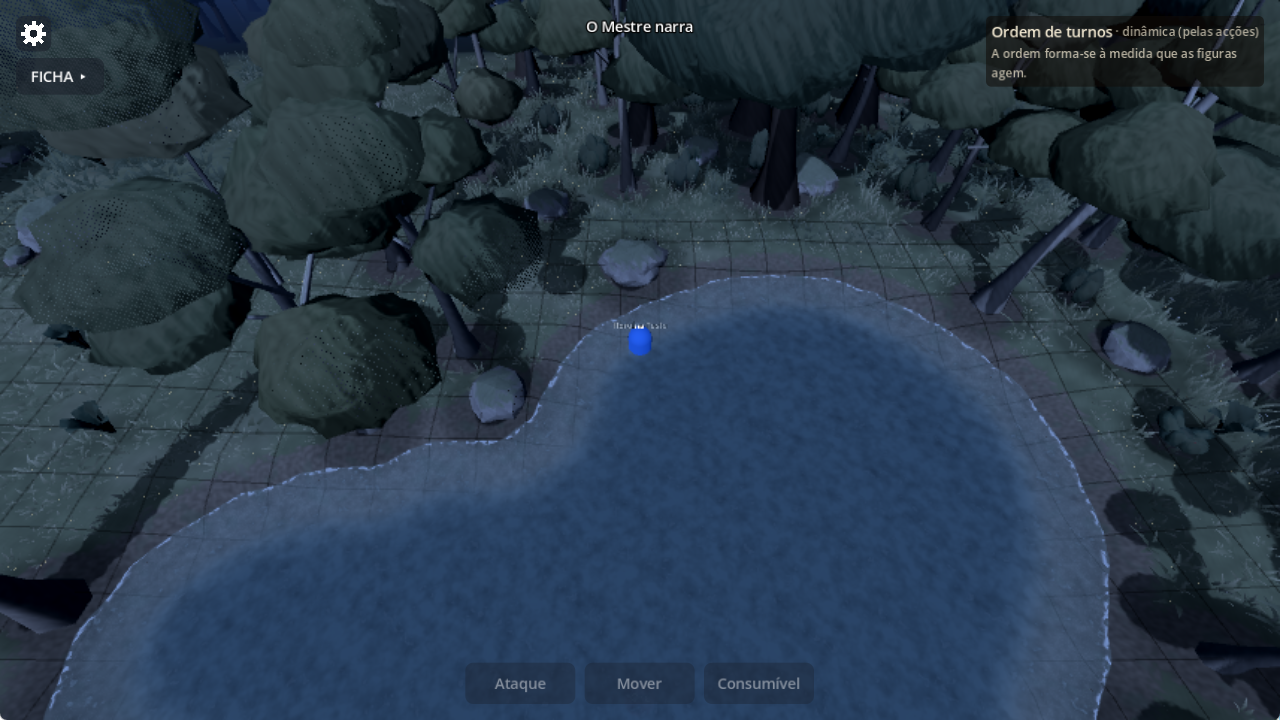 O Mestre narra
FICHA ▸
Ordem de turnos · dinâmica (pelas acções)
A ordem forma-se à medida que as figuras
agem.
Ataque
Mover
Consumível